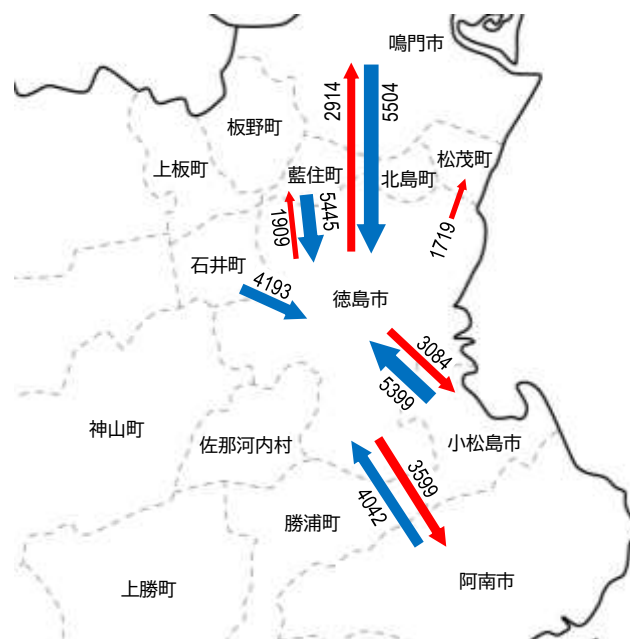 鳴門市
2914
5504
板野町
上板町
藍住町
北島町
松茂町
1909
5445
1719
石井町
4193
徳島市
3084
5399
神山町
佐那河内村
小松島市
3599
4042
勝浦町
上勝町
阿南市